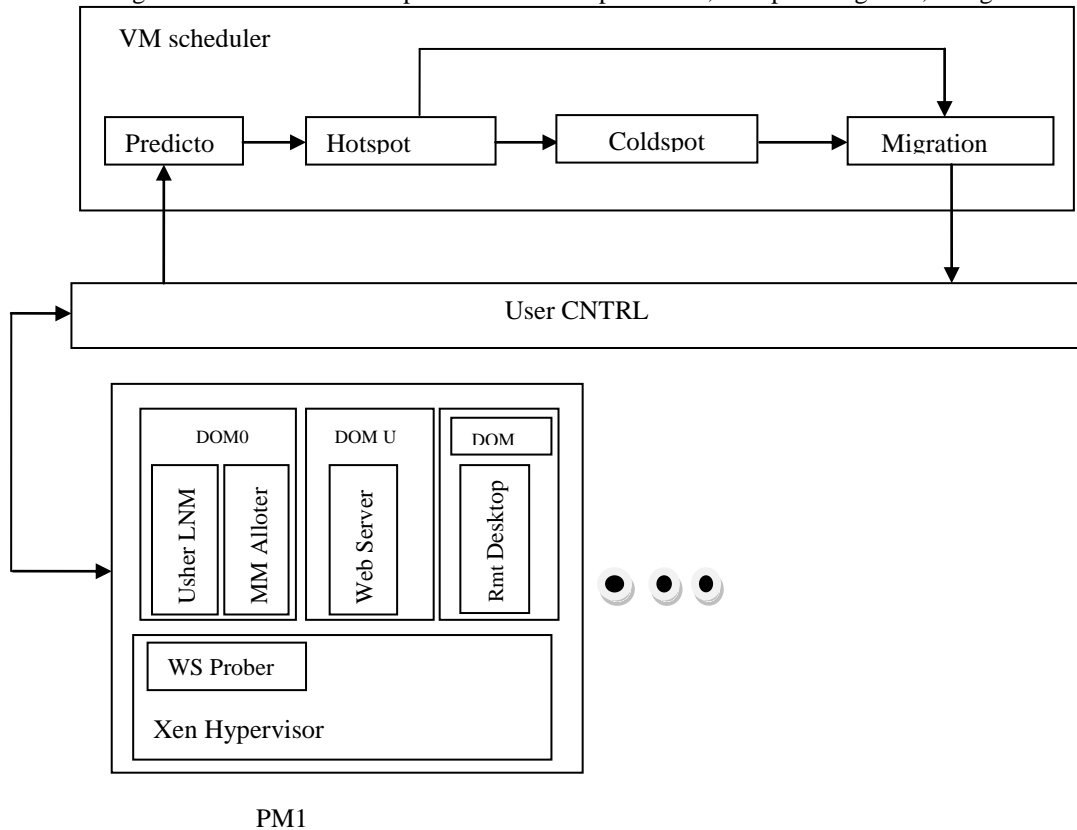 VM scheduler
Predicto
Hotspot
Coldspot
Migration
User CNTRL
DOM0
DOM U
DOM
Usher LNM
MM Alloter
Web Server
Rmt Desktop
WS Prober
Xen Hypervisor
PM1